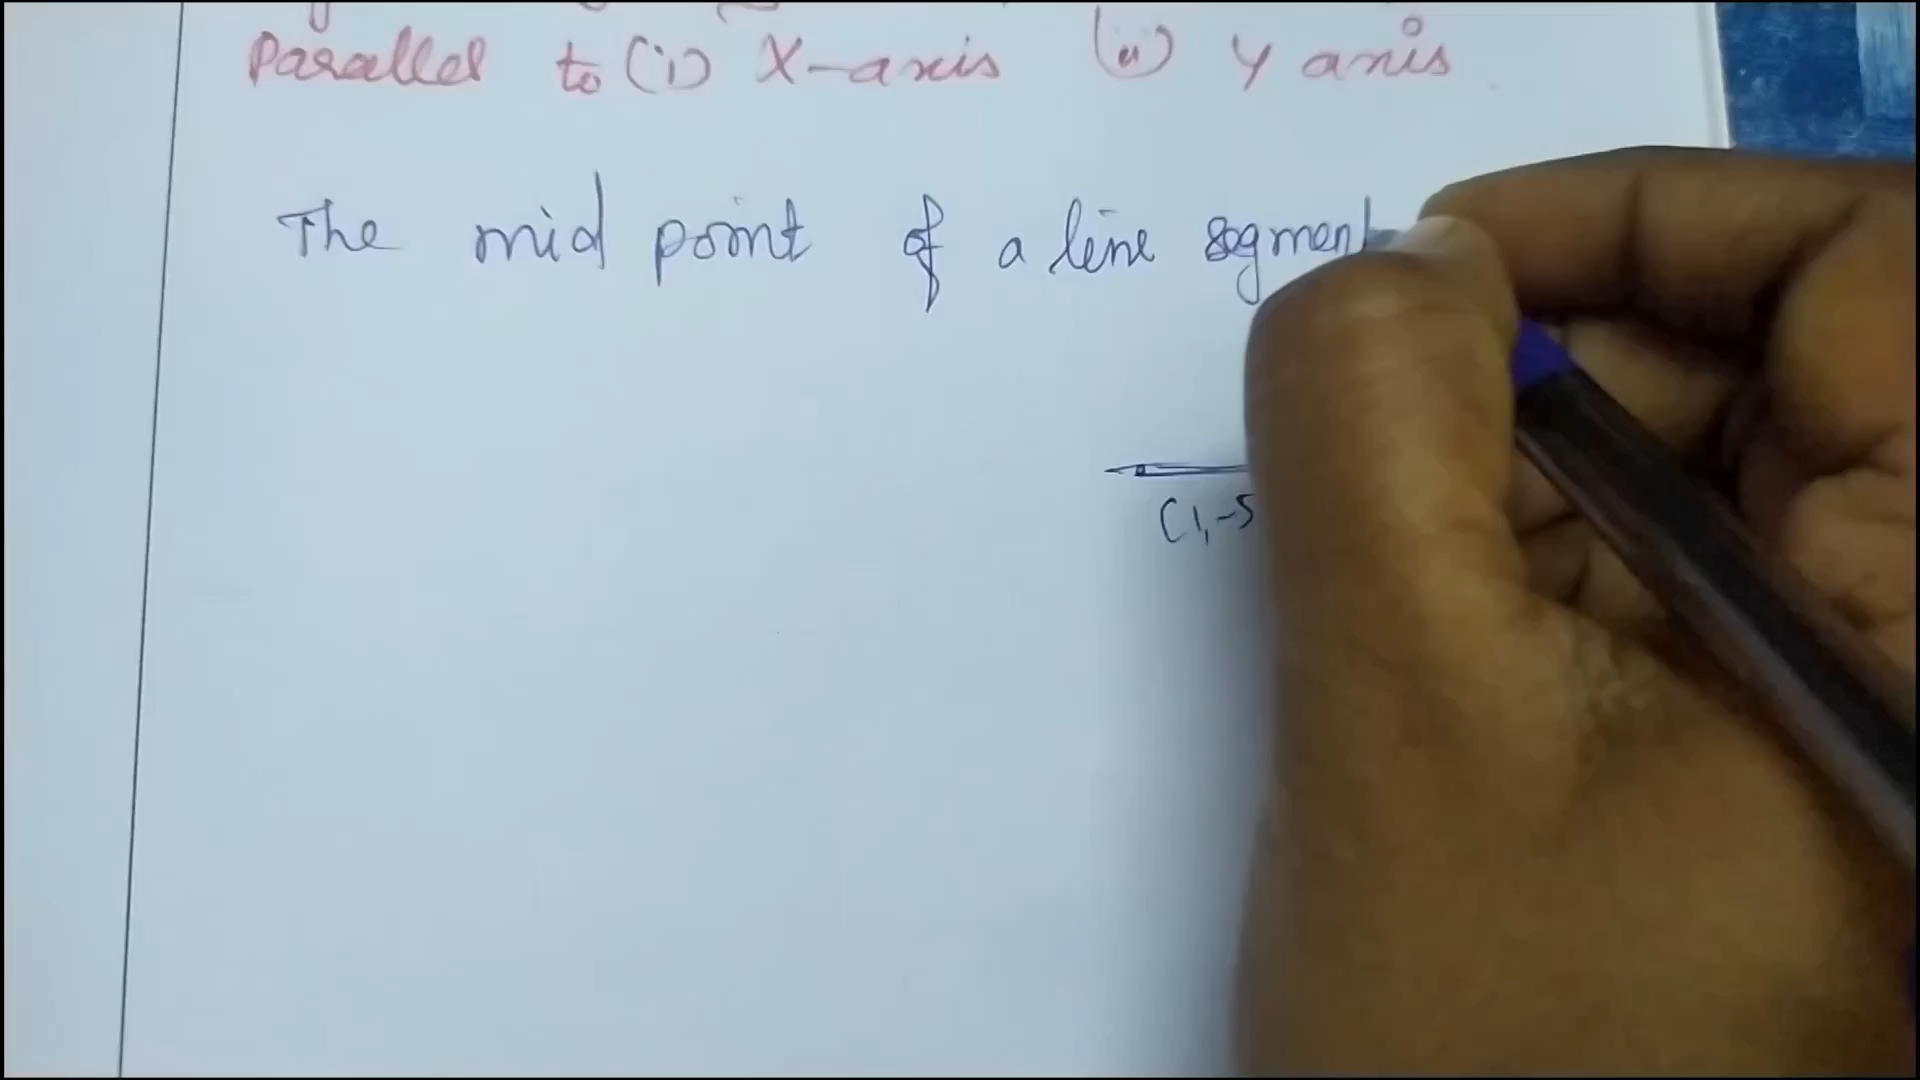 Parallel to (i) X-axis (ii) Y axis
The mid point of a line segment
(1,-5